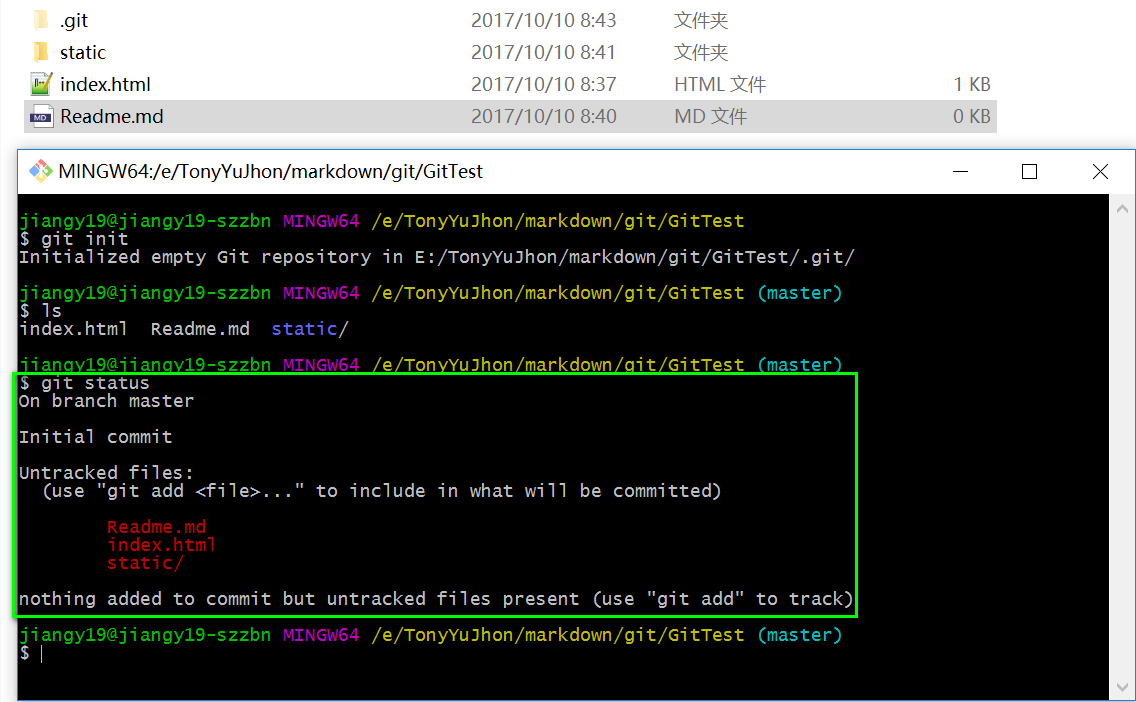 .git 2017/10/10 8:43 文件夹
static 2017/10/10 8:41 文件夹
index.html 2017/10/10 8:37 HTML 文件 1 KB
MD Readme.md 2017/10/10 8:40 MD 文件 0 KB
MINGW64:/e/TonyYuJhon/markdown/git/GitTest
jiangy19@jiangy19-szzbn MINGW64 /e/TonyYuJhon/markdown/git/GitTest
$ git init
Initialized empty Git repository in E:/TonyYuJhon/markdown/git/GitTest/.git/
jiangy19@jiangy19-szzbn MINGW64 /e/TonyYuJhon/markdown/git/GitTest (master)
$ ls
index.html  Readme.md  static/
jiangy19@jiangy19-szzbn MINGW64 /e/TonyYuJhon/markdown/git/GitTest (master)
$ git status
On branch master
Initial commit
Untracked files:
  (use "git add <file>..." to include in what will be committed)
        Readme.md
        index.html
        static/
nothing added to commit but untracked files present (use "git add" to track)
jiangy19@jiangy19-szzbn MINGW64 /e/TonyYuJhon/markdown/git/GitTest (master)
$